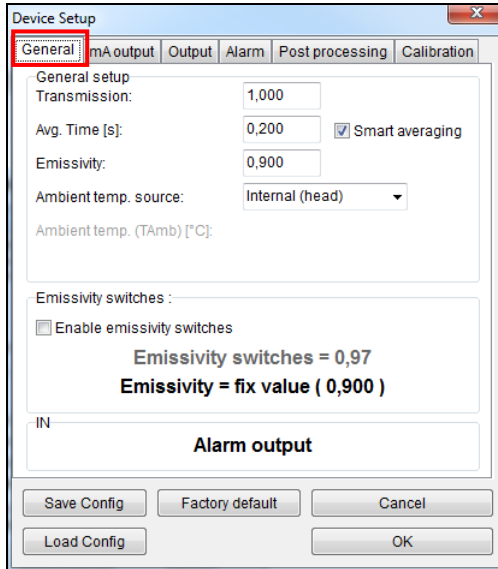 Device Setup
General mA output Output Alarm Post processing Calibration
General setup
Transmission: 1,000
Avg. Time [s]: 0,200 Smart averaging
Emissivity: 0,900
Ambient temp. source: Internal (head)
Ambient temp. (TAmb) [°C]:
Emissivity switches :
Enable emissivity switches
Emissivity switches = 0,97
Emissivity = fix value ( 0,900 )
IN
Alarm output
Save Config Factory default Cancel
Load Config OK